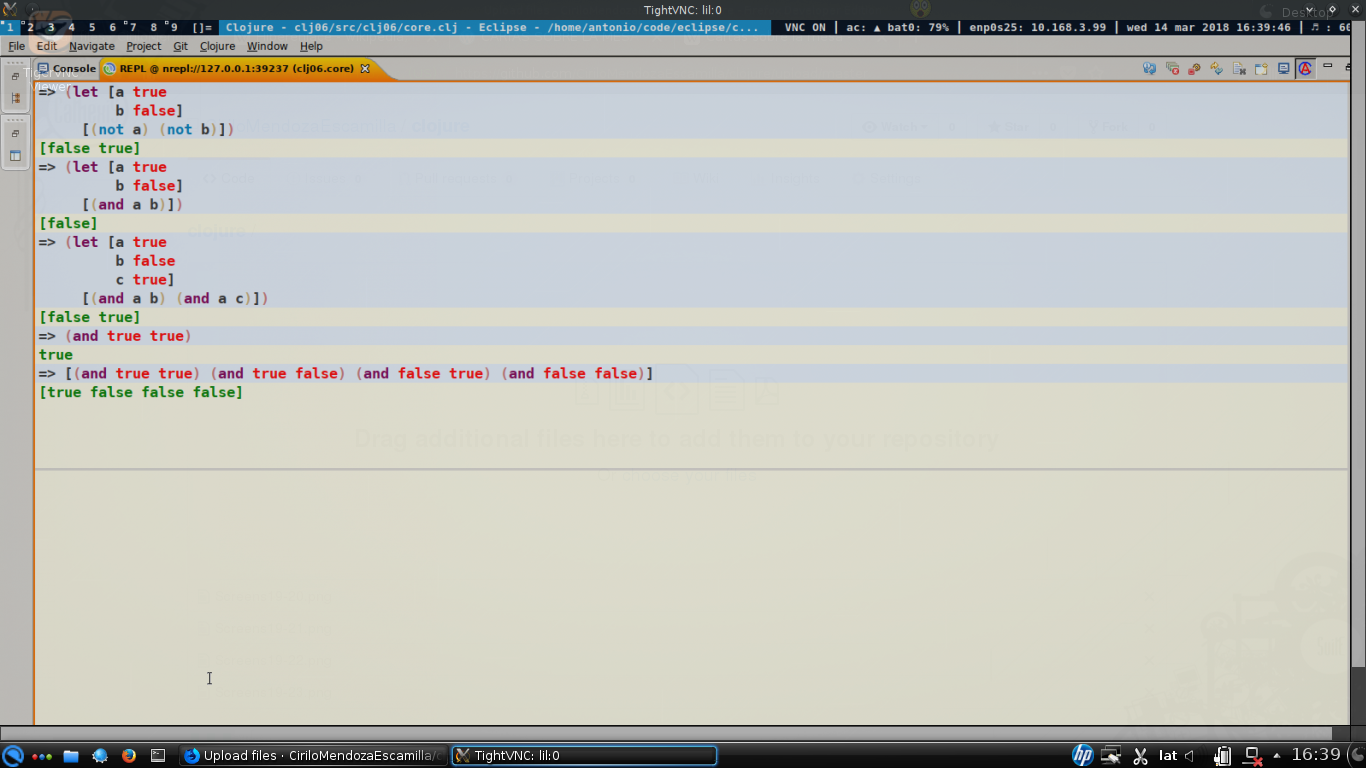 TightVNC: lil:0
Desktop
1 2 3 4 5 6 7 8 9 []= Clojure - clj06/src/clj06/core.clj - Eclipse - /home/antonio/code/eclipse/c... VNC ON | ac: ▲ bat0: 79% | enp0s25: 10.168.3.99 | wed 14 mar 2018 16:39:46 | ♬ : 60
File Edit Navigate Project Git Clojure Window Help
Console REPL @ nrepl://127.0.0.1:39237 (clj06.core)
TigerVNC
Viewer
=> (let [a true
b false]
[(not a) (not b)])
[false true]
=> (let [a true
b false]
[(and a b)])
[false]
=> (let [a true
b false
c true]
[(and a b) (and a c)])
[false true]
=> (and true true)
true
=> [(and true true) (and true false) (and false true) (and false false)]
[true false false false]
Drag additional files here to add them to your repository
Upload files · CiriloMendozaEscamilla/c
TightVNC: lil:0
hp
lat
16:39